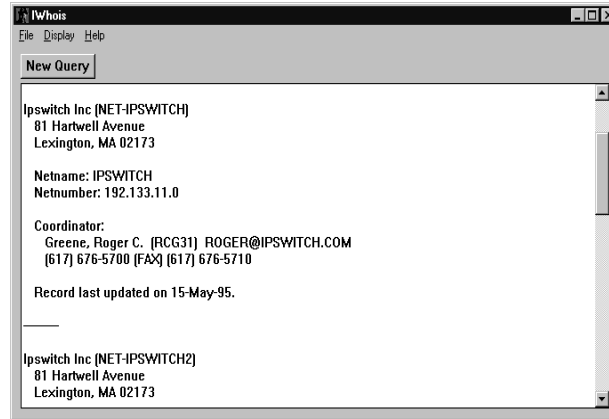 IWhois
File Display Help
New Query
Ipswitch Inc (NET-IPSWITCH)
81 Hartwell Avenue
Lexington, MA 02173
Netname: IPSWITCH
Netnumber: 192.133.11.0
Coordinator:
Greene, Roger C. (RCG31) ROGER@IPSWITCH.COM
(617) 676-5700 (FAX) (617) 676-5710
Record last updated on 15-May-95.
Ipswitch Inc (NET-IPSWITCH2)
81 Hartwell Avenue
Lexington, MA 02173